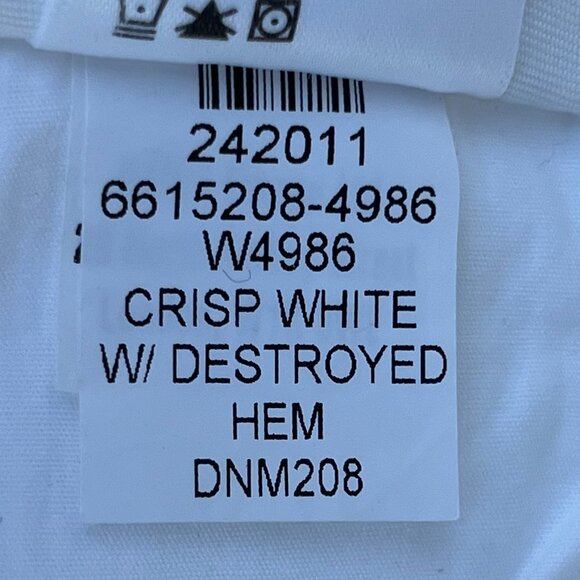 242011
6615208-4986
W4986
CRISP WHITE
W/ DESTROYED
HEM
DNM208